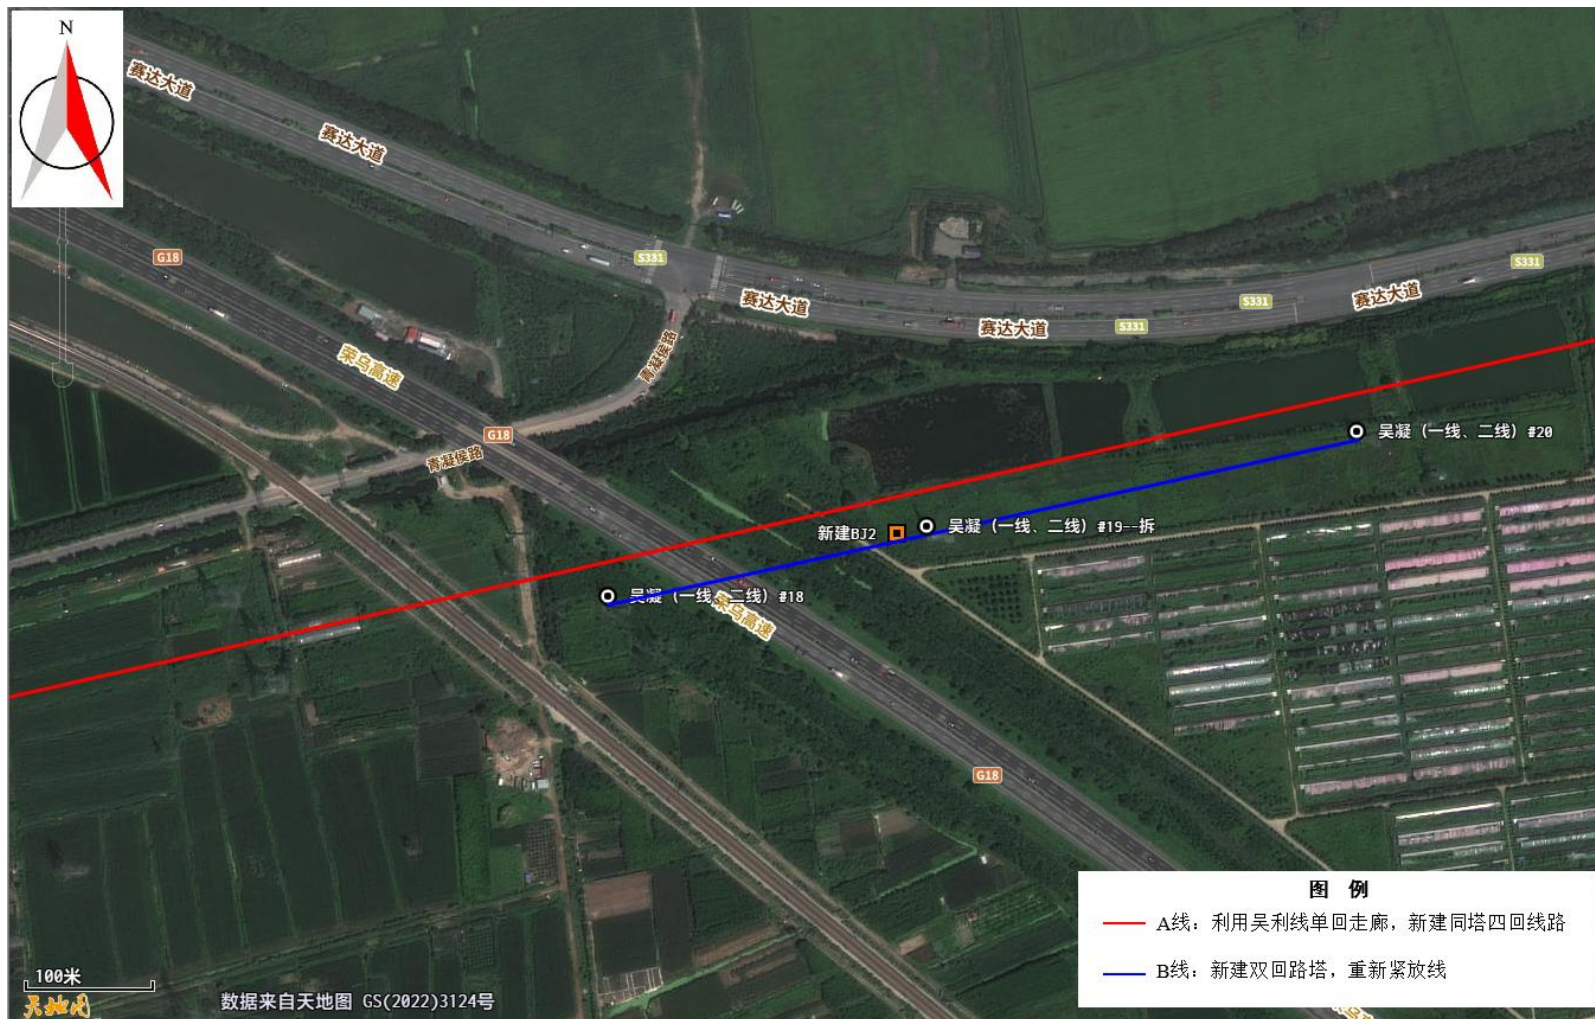 N
赛达大道
赛达大道
G18
S331
赛达大道
赛达大道
S331
S331
赛达大道
S331
青凝侯路
荣乌高速
G18
青凝侯路
吴凝（一线、二线）#20
新建BJ2
吴凝（一线、二线）#19--拆
吴凝（一线、二线）#18
荣乌高速
G18
图 例
A线：利用吴利线单回走廊，新建同塔四回线路
B线：新建双回路塔，重新紧放线
100米
天地图
数据来自天地图 GS(2022)3124号